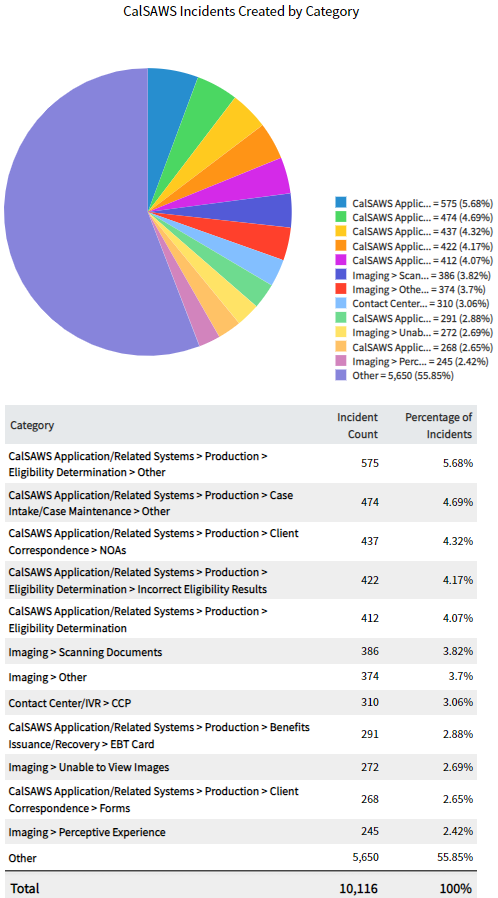 CalSAWS Incidents Created by Category
CalSAWS Applic... = 575 (5.68%)
CalSAWS Applic... = 474 (4.69%)
CalSAWS Applic... = 437 (4.32%)
CalSAWS Applic... = 422 (4.17%)
CalSAWS Applic... = 412 (4.07%)
Imaging > Scan... = 386 (3.82%)
Imaging > Othe... = 374 (3.7%)
Contact Center... = 310 (3.06%)
CalSAWS Applic... = 291 (2.88%)
Imaging > Unab... = 272 (2.69%)
CalSAWS Applic... = 268 (2.65%)
Imaging > Perc... = 245 (2.42%)
Other = 5,650 (55.85%)
Category Incident Count Percentage of Incidents
CalSAWS Application/Related Systems > Production >
Eligibility Determination > Other 575 5.68%
CalSAWS Application/Related Systems > Production > Case
Intake/Case Maintenance > Other 474 4.69%
CalSAWS Application/Related Systems > Production > Client
Correspondence > NOAs 437 4.32%
CalSAWS Application/Related Systems > Production >
Eligibility Determination > Incorrect Eligibility Results 422 4.17%
CalSAWS Application/Related Systems > Production >
Eligibility Determination 412 4.07%
Imaging > Scanning Documents 386 3.82%
Imaging > Other 374 3.7%
Contact Center/IVR > CCP 310 3.06%
CalSAWS Application/Related Systems > Production > Benefits
Issuance/Recovery > EBT Card 291 2.88%
Imaging > Unable to View Images 272 2.69%
CalSAWS Application/Related Systems > Production > Client
Correspondence > Forms 268 2.65%
Imaging > Perceptive Experience 245 2.42%
Other 5,650 55.85%
Total 10,116 100%